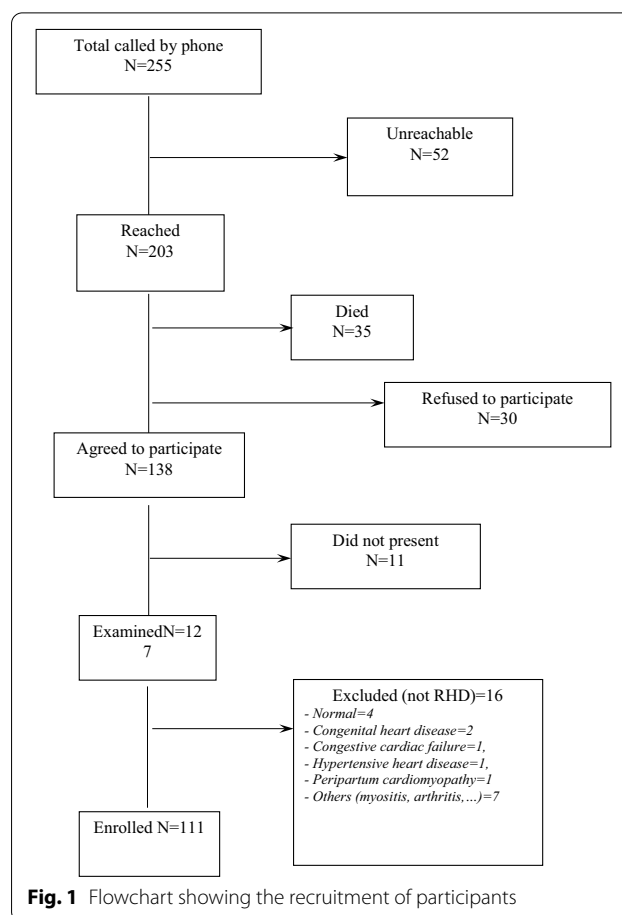 Total called by phone
N=255
Unreachable
N=52
Reached
N=203
Died
N=35
Refused to participate
N=30
Agreed to participate
N=138
Did not present
N=11
ExaminedN=12
7
Excluded (not RHD)=16
- Normal=4
- Congenital heart disease=2
- Congestive cardiac failure=1,
- Hypertensive heart disease=1,
- Peripartum cardiomyopathy=1
- Others (myositis, arthritis,…)=7
Enrolled N=111
Fig. 1 Flowchart showing the recruitment of participants